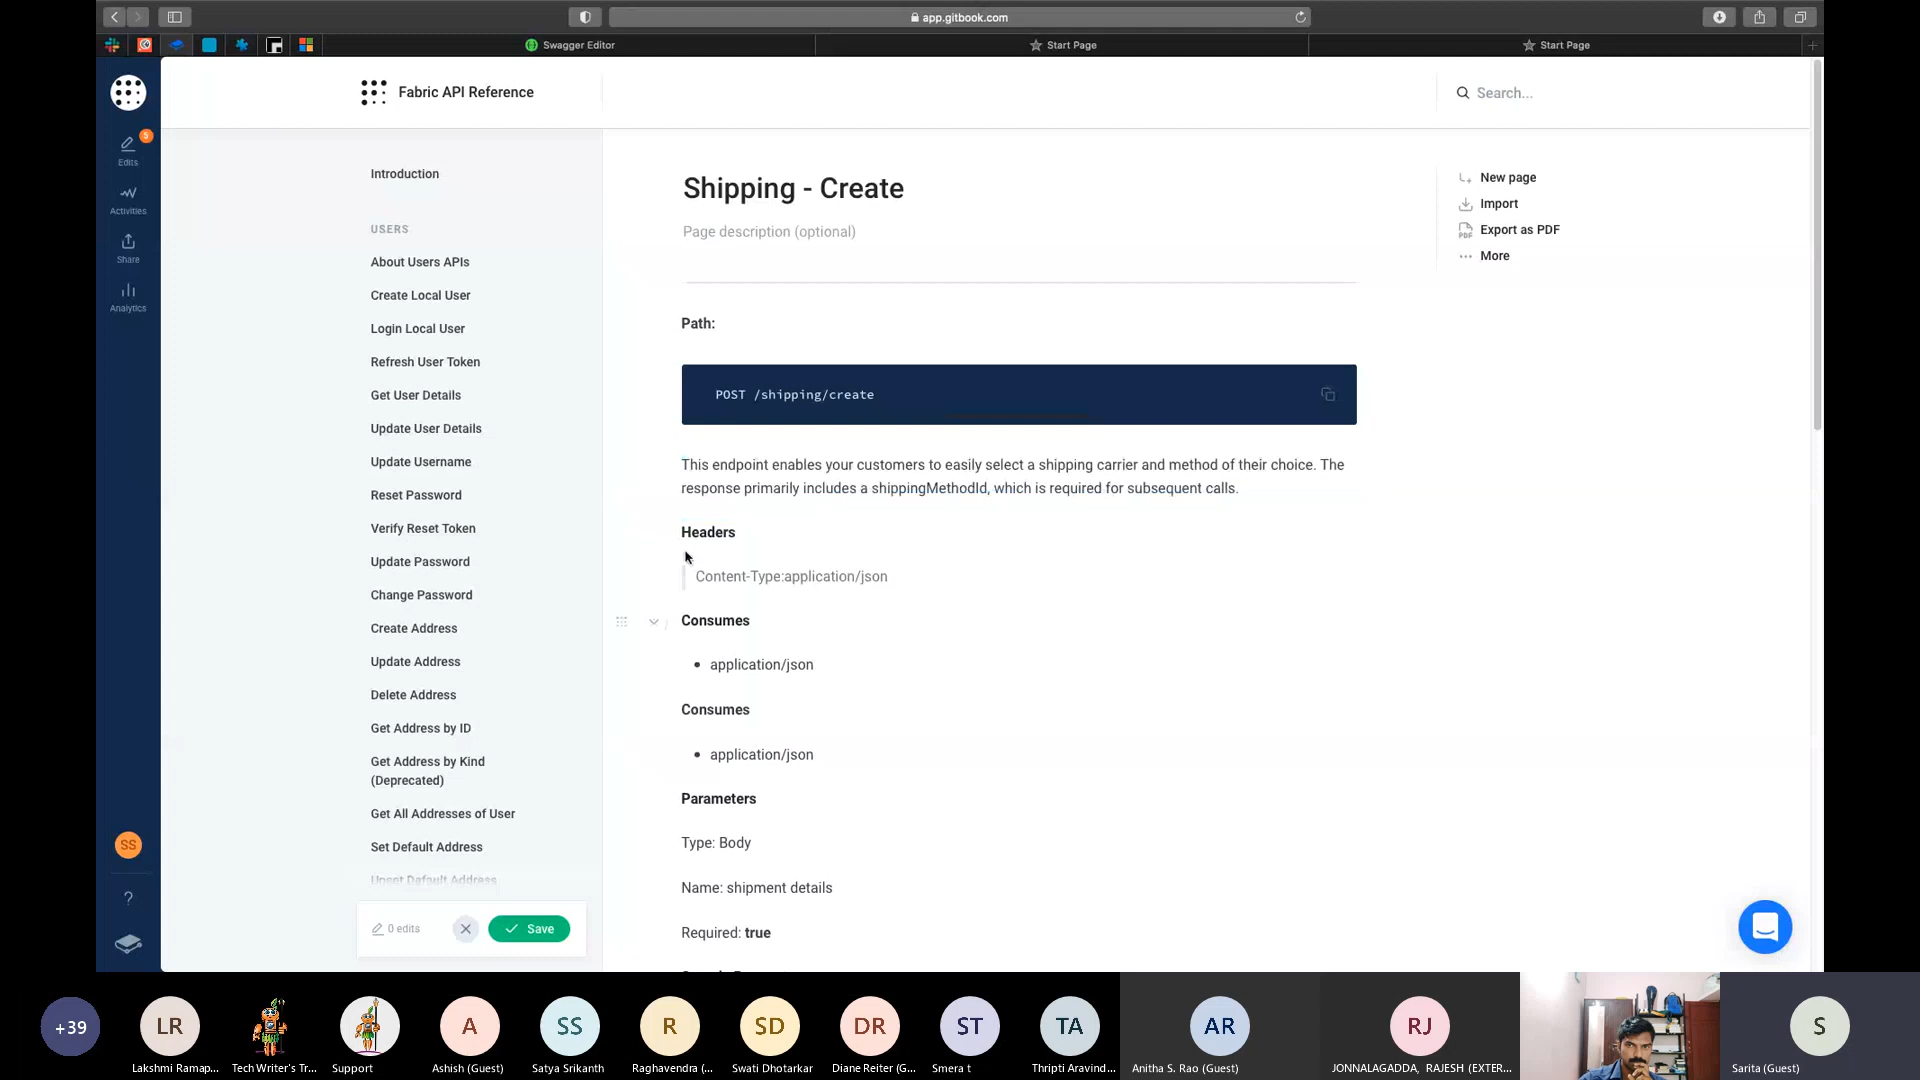 app.gitbook.com
Swagger Editor
Start Page
Start Page
Fabric API Reference
Search...
5
Edits
Activities
Share
Analytics
SS
?
Introduction
USERS
About Users APIs
Create Local User
Login Local User
Refresh User Token
Get User Details
Update User Details
Update Username
Reset Password
Verify Reset Token
Update Password
Change Password
Create Address
Update Address
Delete Address
Get Address by ID
Get Address by Kind
(Deprecated)
Get All Addresses of User
Set Default Address
Unset Dafault Address
0 edits
Save
Shipping - Create
Page description (optional)
Path:
POST /shipping/create
This endpoint enables your customers to easily select a shipping carrier and method of their choice. The
response primarily includes a shippingMethodId, which is required for subsequent calls.
Headers
Content-Type:application/json
Consumes
• application/json
Consumes
• application/json
Parameters
Type: Body
Name: shipment details
Required: true
New page
Import
PDF
Export as PDF
More
+39
LR
A
SS
R
SD
DR
ST
TA
AR
RJ
S
Lakshmi Ramap...
Tech Writer's Tr...
Support
Ashish (Guest)
Satya Srikanth
Raghavendra (...
Swati Dhotarkar
Diane Reiter (G...
Smera t
Thripti Aravind...
Anitha S. Rao (Guest)
JONNALAGADDA, RAJESH (EXTER...
Sarita (Guest)